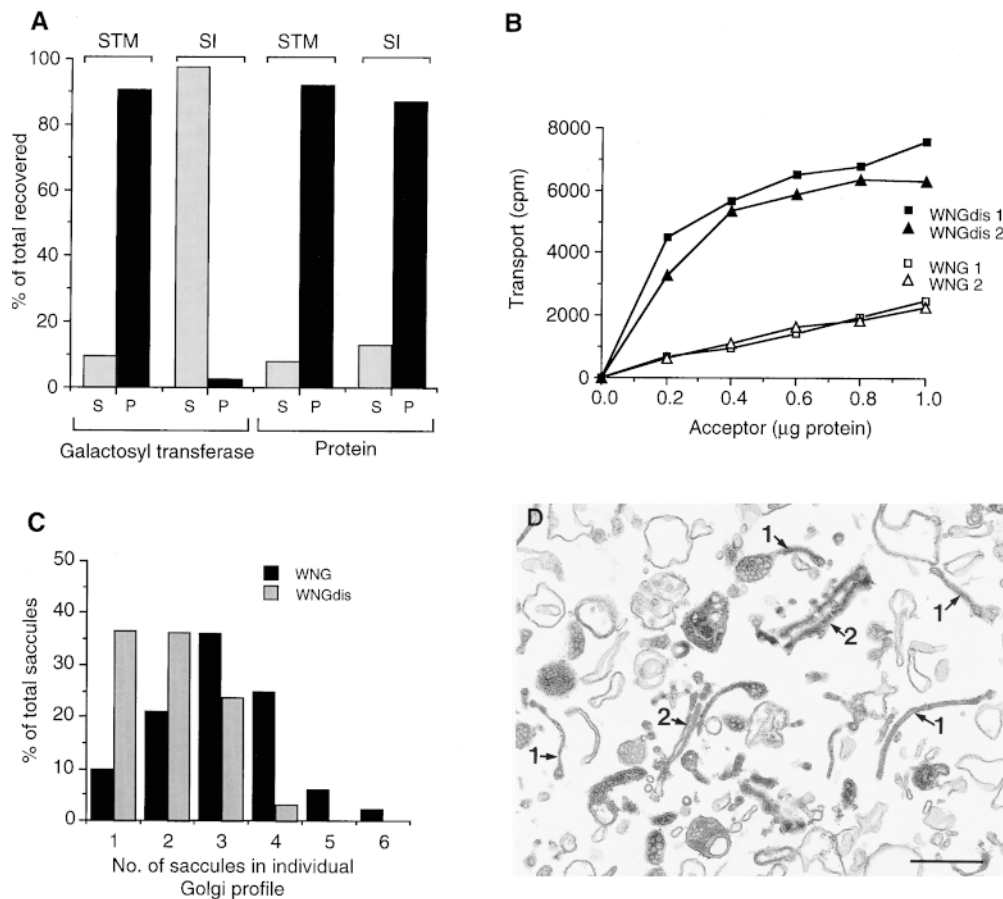 A
STM SI STM SI
100
80
60
40
20
0
% of total recovered
S P S P S P S P
Galactosyl transferase Protein
B
8000
6000
4000
2000
0
Transport (cpm)
WNGdis 1
WNGdis 2
WNG 1
WNG 2
0.0 0.2 0.4 0.6 0.8 1.0
Acceptor (µg protein)
C
50
40
30
20
10
0
% of total saccules
WNG
WNGdis
1 2 3 4 5 6
No. of saccules in individual
Golgi profile
D
1
1
2
2
1
1